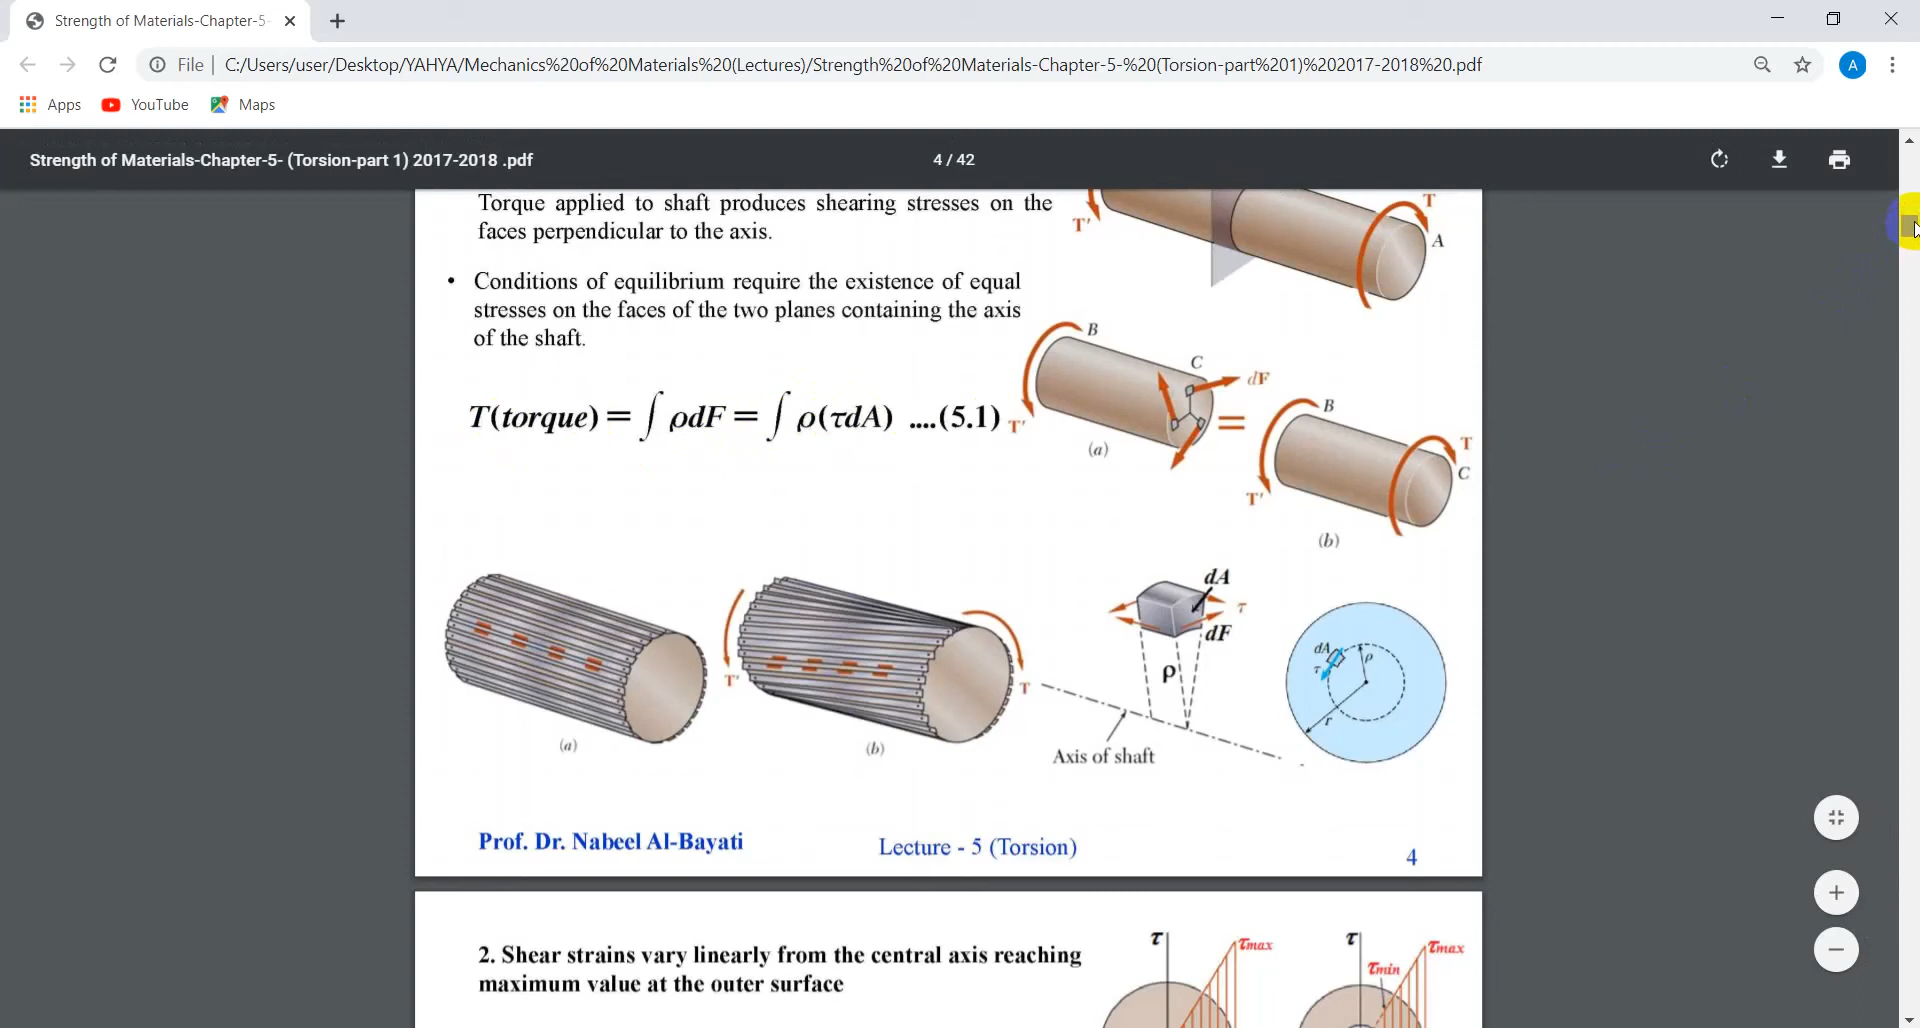 Strength of Materials-Chapter-5-
File | C:/Users/user/Desktop/YAHYA/Mechanics%20of%20Materials%20(Lectures)/Strength%20of%20Materials-Chapter-5-%20(Torsion-part%201)%202017-2018%20.pdf
A
Apps YouTube Maps
Strength of Materials-Chapter-5- (Torsion-part 1) 2017-2018 .pdf
4 / 42
Torque applied to shaft produces shearing stresses on the
faces perpendicular to the axis.
T'
T
A
• Conditions of equilibrium require the existence of equal
stresses on the faces of the two planes containing the axis
of the shaft.
T(torque) = ∫ ρdF = ∫ ρ(τdA) ....(5.1)
B
C
dF
T'
(a)
=
B
T
C
T'
(b)
(a)
T'
T
(b)
dA
τ
dF
ρ
Axis of shaft
dA
τ
ρ
r
Prof. Dr. Nabeel Al-Bayati
Lecture - 5 (Torsion)
4
2. Shear strains vary linearly from the central axis reaching
maximum value at the outer surface
τ
τmax
τ
τmax
τmin